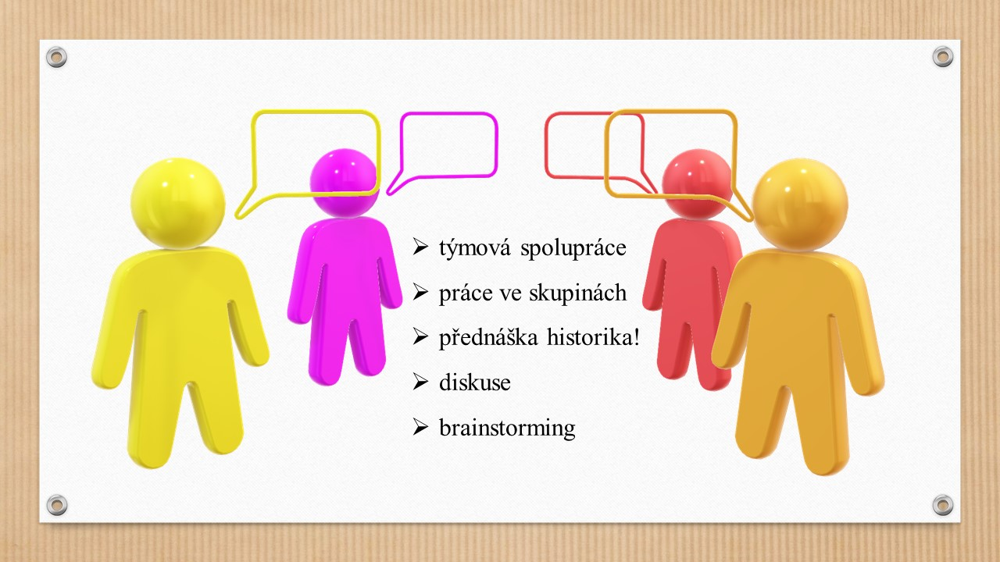 týmová spolupráce
práce ve skupinách
přednáška historika!
diskuse
brainstorming